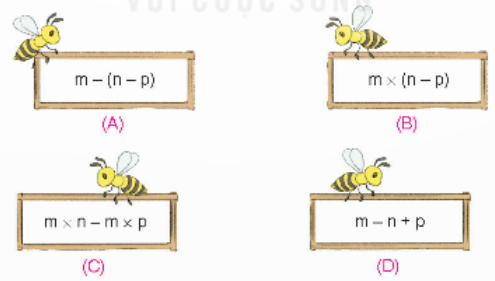 m – (n – p)
m × (n – p)
(A)
(B)
m × n – m × p
m – n + p
(C)
(D)